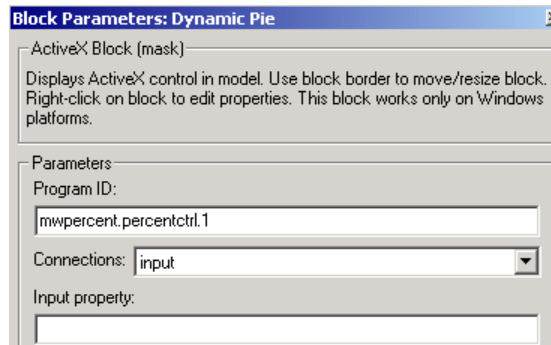 Block Parameters: Dynamic Pie
ActiveX Block (mask)
Displays ActiveX control in model. Use block border to move/resize block.
Right-click on block to edit properties. This block works only on Windows
platforms.
Parameters
Program ID:
mwpercent.percentctrl.1
Connections: input
Input property: